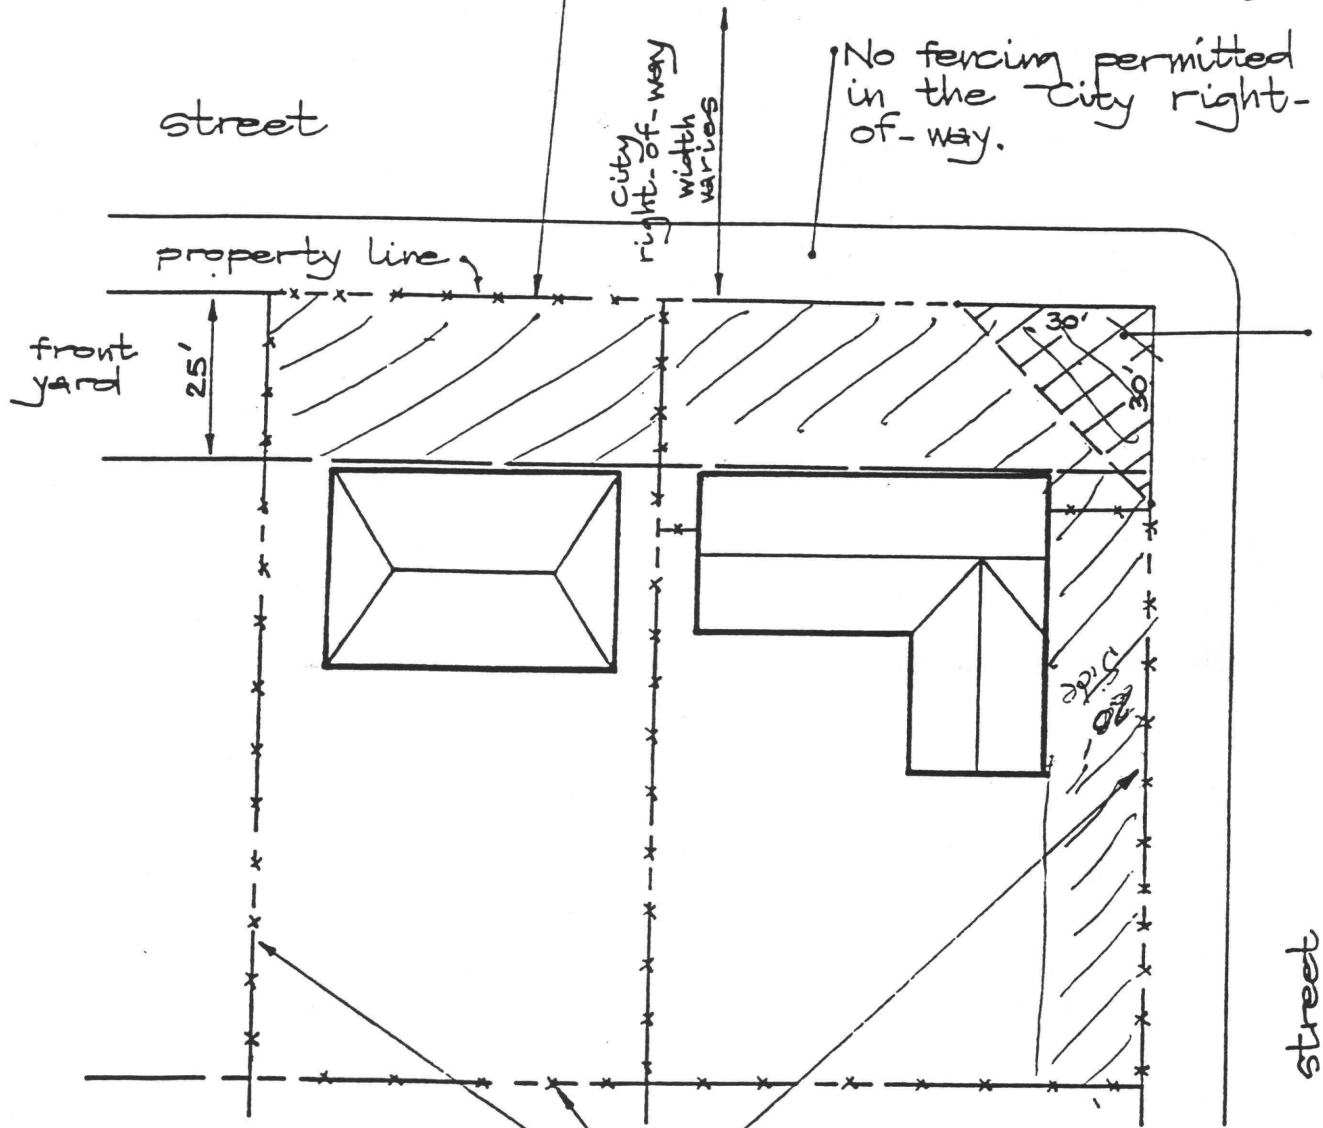 No fencing permitted
in the City right-
of-way.
street
City
right-of-way
width
varies
property line
front
yard
25'
30'
30'
Side
20'
street